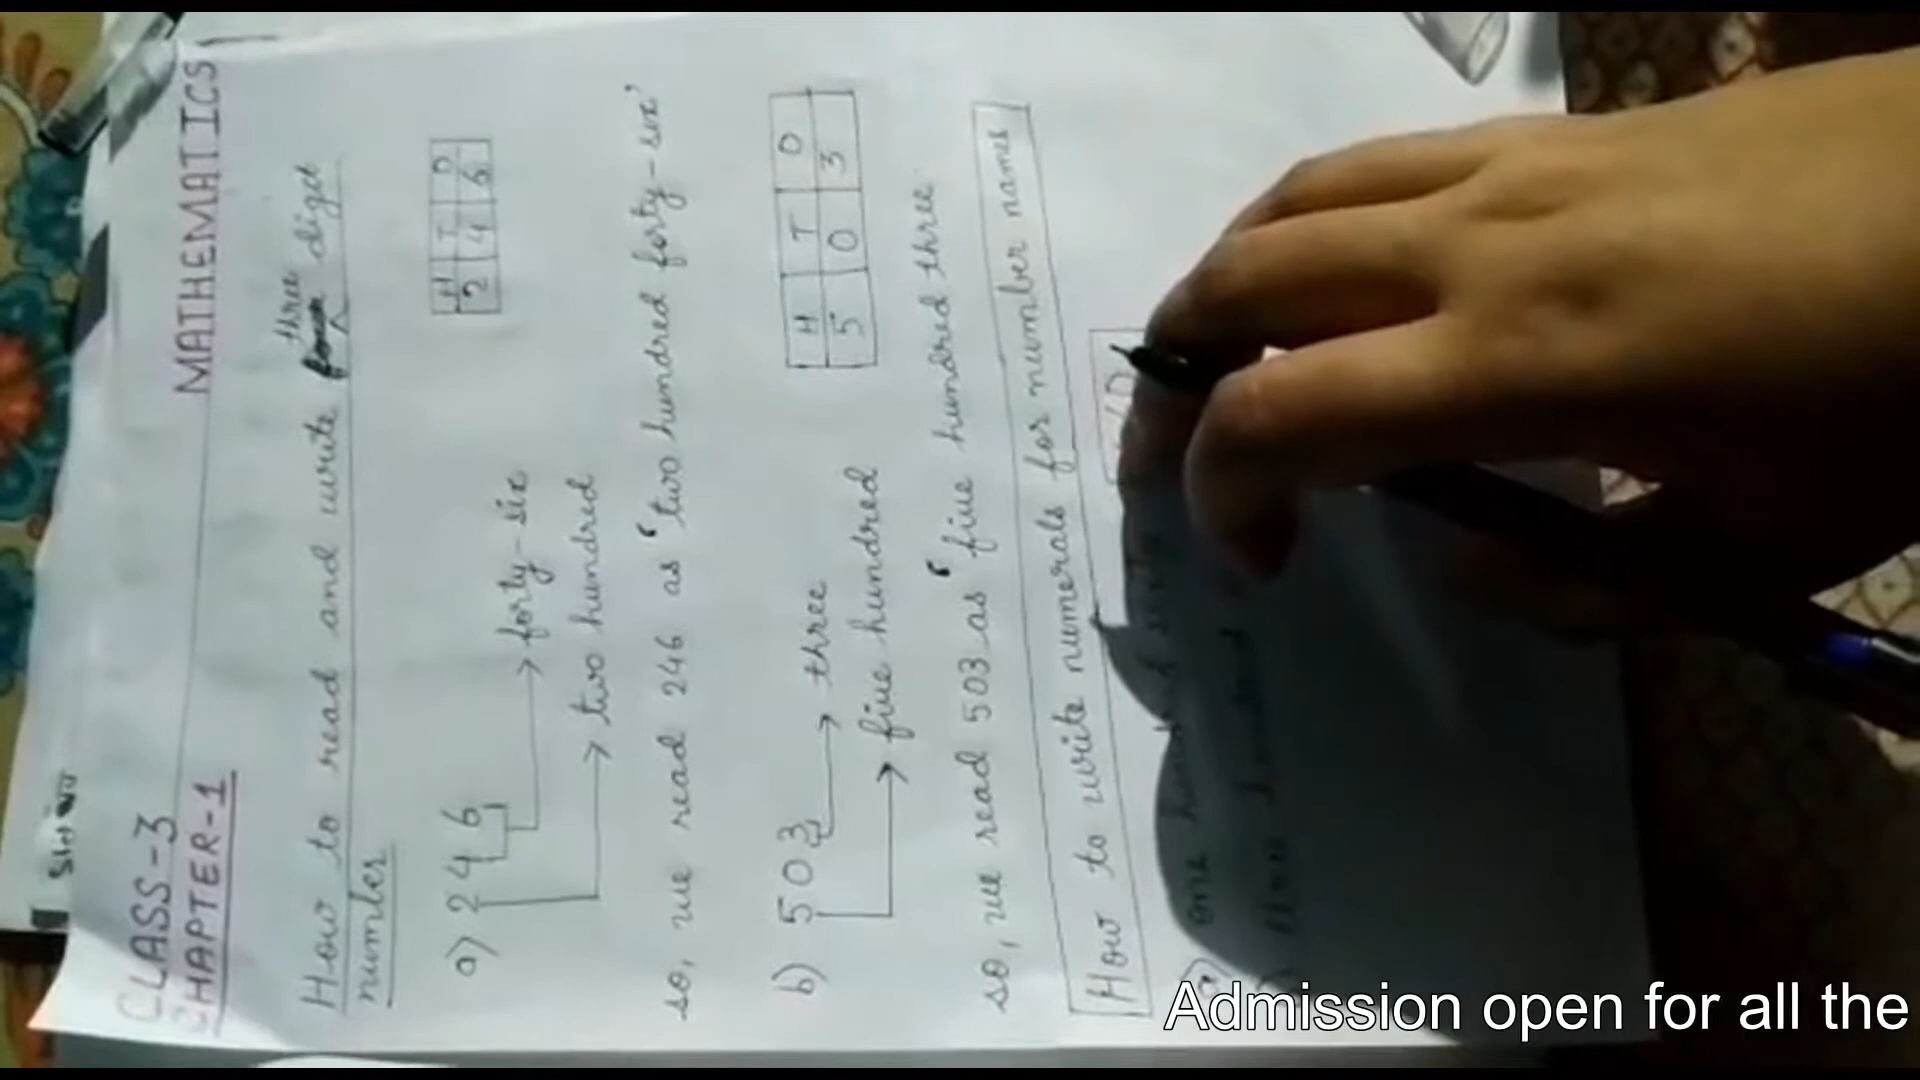 CLASS-3
MATHEMATICS
CHAPTER-1
three
How to read and write digit
number
a) 246
forty-six
two hundred
H T O
2 4 6
so, we read 246 as 'two hundred forty-six'
b) 503
three
five hundred
H T O
5 0 3
so, we read 503 as 'five hundred three.
How to write numerals for number names
one
three hundred
Admission open for all the